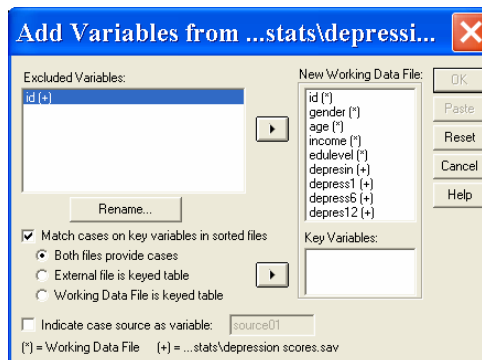 Add Variables from ...stats\depressi...
Excluded Variables:
id (+)
Rename...
Match cases on key variables in sorted files
Both files provide cases
External file is keyed table
Working Data File is keyed table
Indicate case source as variable: source01
(*) = Working Data File (+) = ...stats\depression scores.sav
New Working Data File:
id (*)
gender (*)
age (*)
income (*)
edulevel (*)
depresin (+)
depress1 (+)
depress6 (+)
depres12 (+)
Key Variables:
OK
Paste
Reset
Cancel
Help